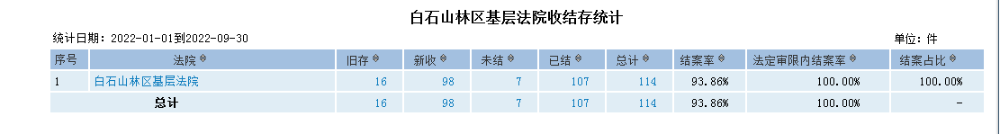 白石山林区基层法院收结存统计
统计日期：2022-01-01到2022-09-30 单位：件
序号 法院 旧存 新收 未结 已结 总计 结案率 法定审限内结案率 结案占比
1 白石山林区基层法院 16 98 7 107 114 93.86% 100.00% 100.00%
总计 16 98 7 107 114 93.86% 100.00% -